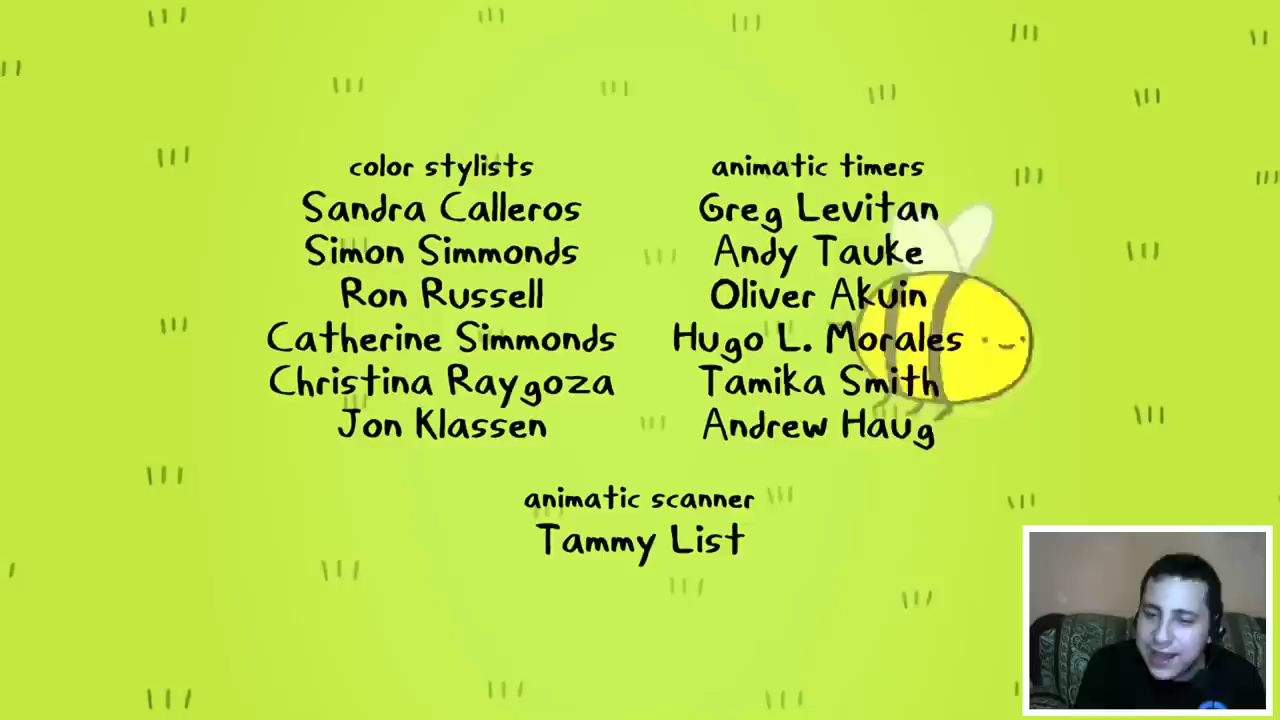 color stylists
Sandra Calleros
Simon Simmonds
Ron Russell
Catherine Simmonds
Christina Raygoza
Jon Klassen
animatic timers
Greg Levitan
Andy Tauke
Oliver Akuin
Hugo L. Morales
Tamika Smith
Andrew Haug
animatic scanner
Tammy List